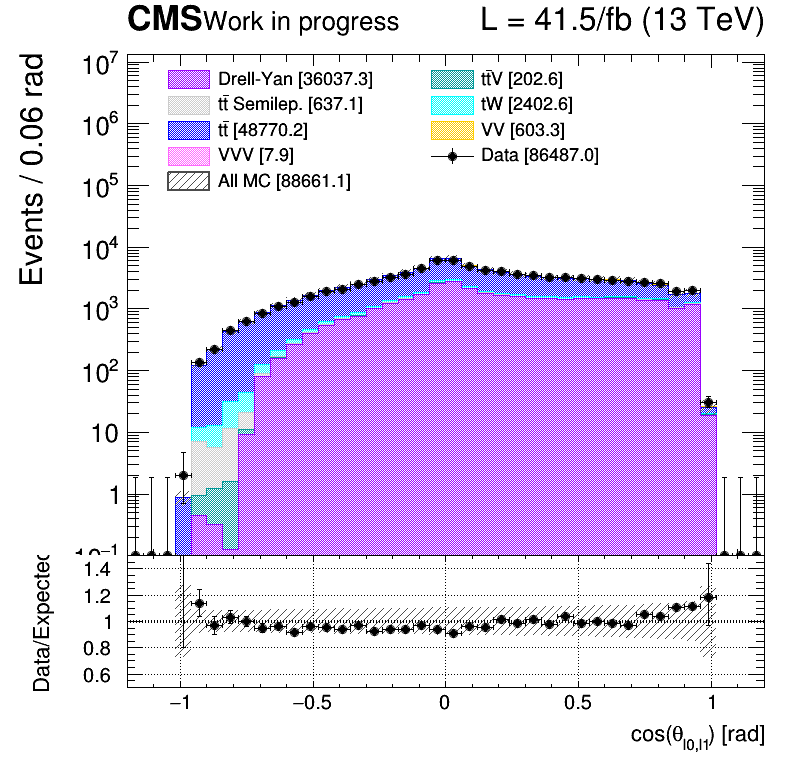 CMS Work in progress L = 41.5/fb (13 TeV)
Events / 0.06 rad
10⁷
10⁶
10⁵
10⁴
10³
10²
10
1
10⁻¹
Drell-Yan [36037.3]
tt̄ Semilep. [637.1]
tt̄ [48770.2]
VVV [7.9]
All MC [88661.1]
tt̄V [202.6]
tW [2402.6]
VV [603.3]
Data [86487.0]
Data/Expected
1.4
1.2
1
0.8
0.6
−1 −0.5 0 0.5 1
cos(θ_l0,l1) [rad]